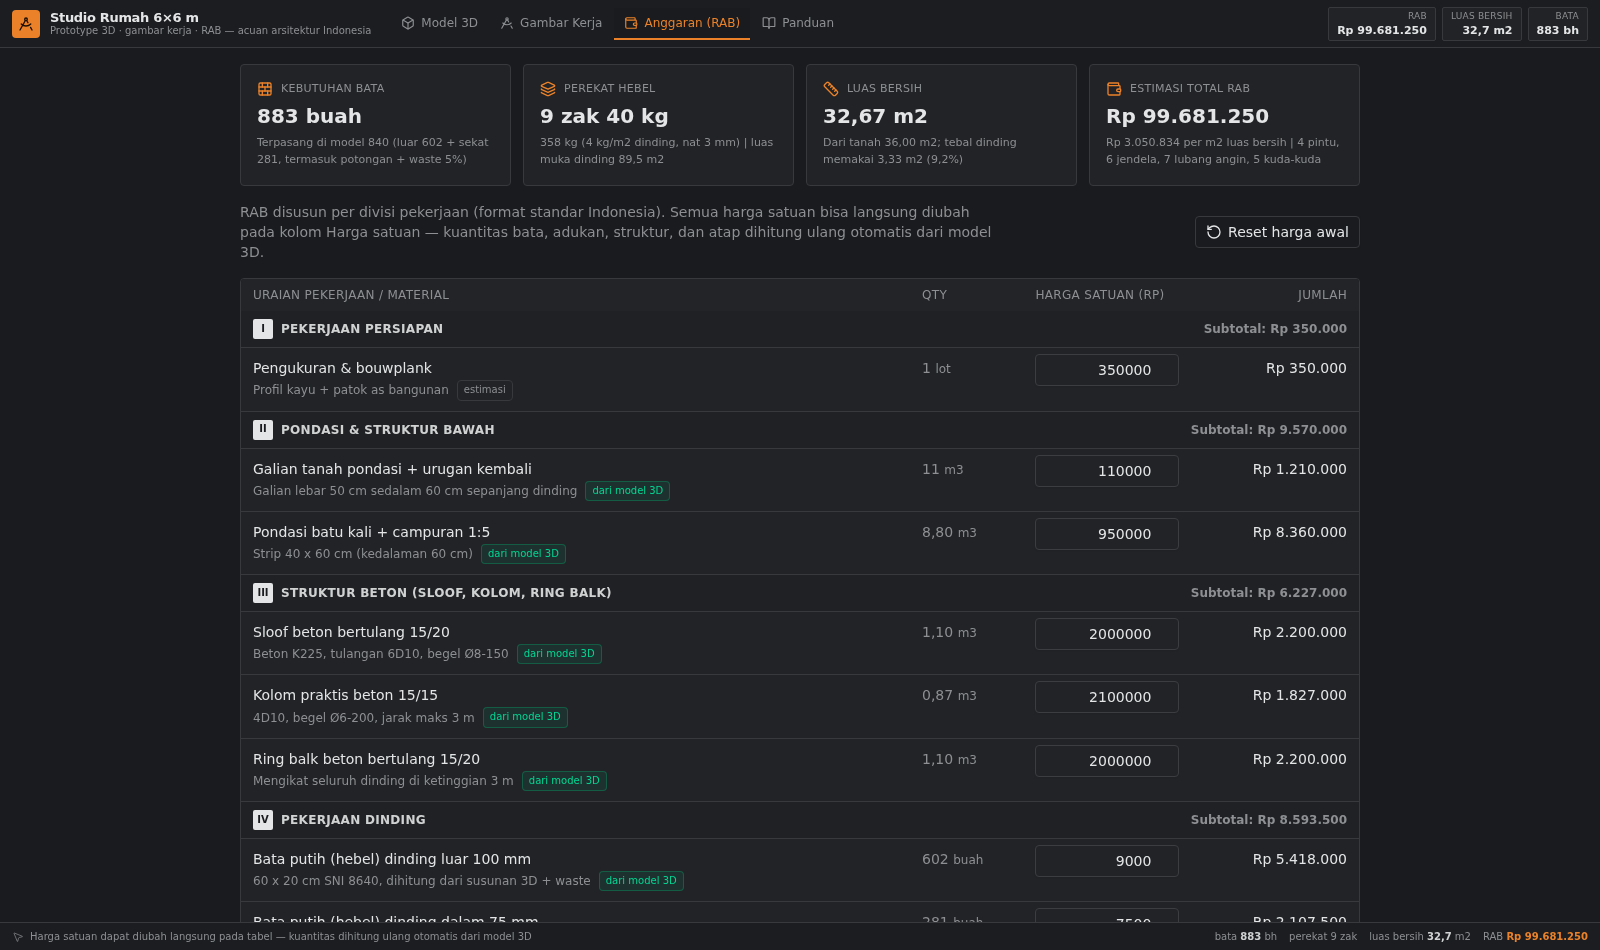 Studio Rumah 6×6 m
Prototype 3D · gambar kerja · RAB — acuan arsitektur Indonesia
Model 3D
Gambar Kerja
Anggaran (RAB)
Panduan
RAB
Rp 99.681.250
LUAS BERSIH
32,7 m2
BATA
883 bh
KEBUTUHAN BATA
883 buah
Terpasang di model 840 (luar 602 + sekat
281, termasuk potongan + waste 5%)
PEREKAT HEBEL
9 zak 40 kg
358 kg (4 kg/m2 dinding, nat 3 mm) | luas
muka dinding 89,5 m2
LUAS BERSIH
32,67 m2
Dari tanah 36,00 m2; tebal dinding
memakai 3,33 m2 (9,2%)
ESTIMASI TOTAL RAB
Rp 99.681.250
Rp 3.050.834 per m2 luas bersih | 4 pintu,
6 jendela, 7 lubang angin, 5 kuda-kuda
RAB disusun per divisi pekerjaan (format standar Indonesia). Semua harga satuan bisa langsung diubah
pada kolom Harga satuan — kuantitas bata, adukan, struktur, dan atap dihitung ulang otomatis dari model
3D.
Reset harga awal
URAIAN PEKERJAAN / MATERIAL QTY HARGA SATUAN (RP) JUMLAH
I PEKERJAAN PERSIAPAN Subtotal: Rp 350.000
Pengukuran & bouwplank 1 lot 350000 Rp 350.000
Profil kayu + patok as bangunan estimasi
II PONDASI & STRUKTUR BAWAH Subtotal: Rp 9.570.000
Galian tanah pondasi + urugan kembali 11 m3 110000 Rp 1.210.000
Galian lebar 50 cm sedalam 60 cm sepanjang dinding dari model 3D
Pondasi batu kali + campuran 1:5 8,80 m3 950000 Rp 8.360.000
Strip 40 x 60 cm (kedalaman 60 cm) dari model 3D
III STRUKTUR BETON (SLOOF, KOLOM, RING BALK) Subtotal: Rp 6.227.000
Sloof beton bertulang 15/20 1,10 m3 2000000 Rp 2.200.000
Beton K225, tulangan 6D10, begel Ø8-150 dari model 3D
Kolom praktis beton 15/15 0,87 m3 2100000 Rp 1.827.000
4D10, begel Ø6-200, jarak maks 3 m dari model 3D
Ring balk beton bertulang 15/20 1,10 m3 2000000 Rp 2.200.000
Mengikat seluruh dinding di ketinggian 3 m dari model 3D
IV PEKERJAAN DINDING Subtotal: Rp 8.593.500
Bata putih (hebel) dinding luar 100 mm 602 buah 9000 Rp 5.418.000
60 x 20 cm SNI 8640, dihitung dari susunan 3D + waste dari model 3D
Bata putih (hebel) dinding dalam 75 mm 281 buah 7500 Rp 2.107.500
Harga satuan dapat diubah langsung pada tabel — kuantitas dihitung ulang otomatis dari model 3D
bata 883 bh perekat 9 zak luas bersih 32,7 m2 RAB Rp 99.681.250